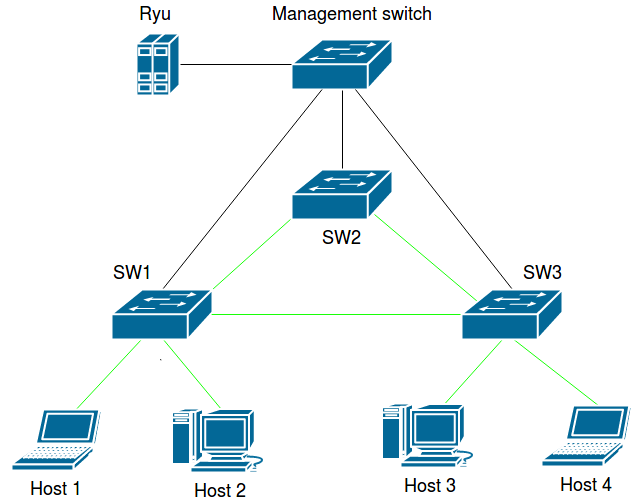 Ryu
Management switch
SW2
SW1
SW3
Host 1
Host 2
Host 3
Host 4